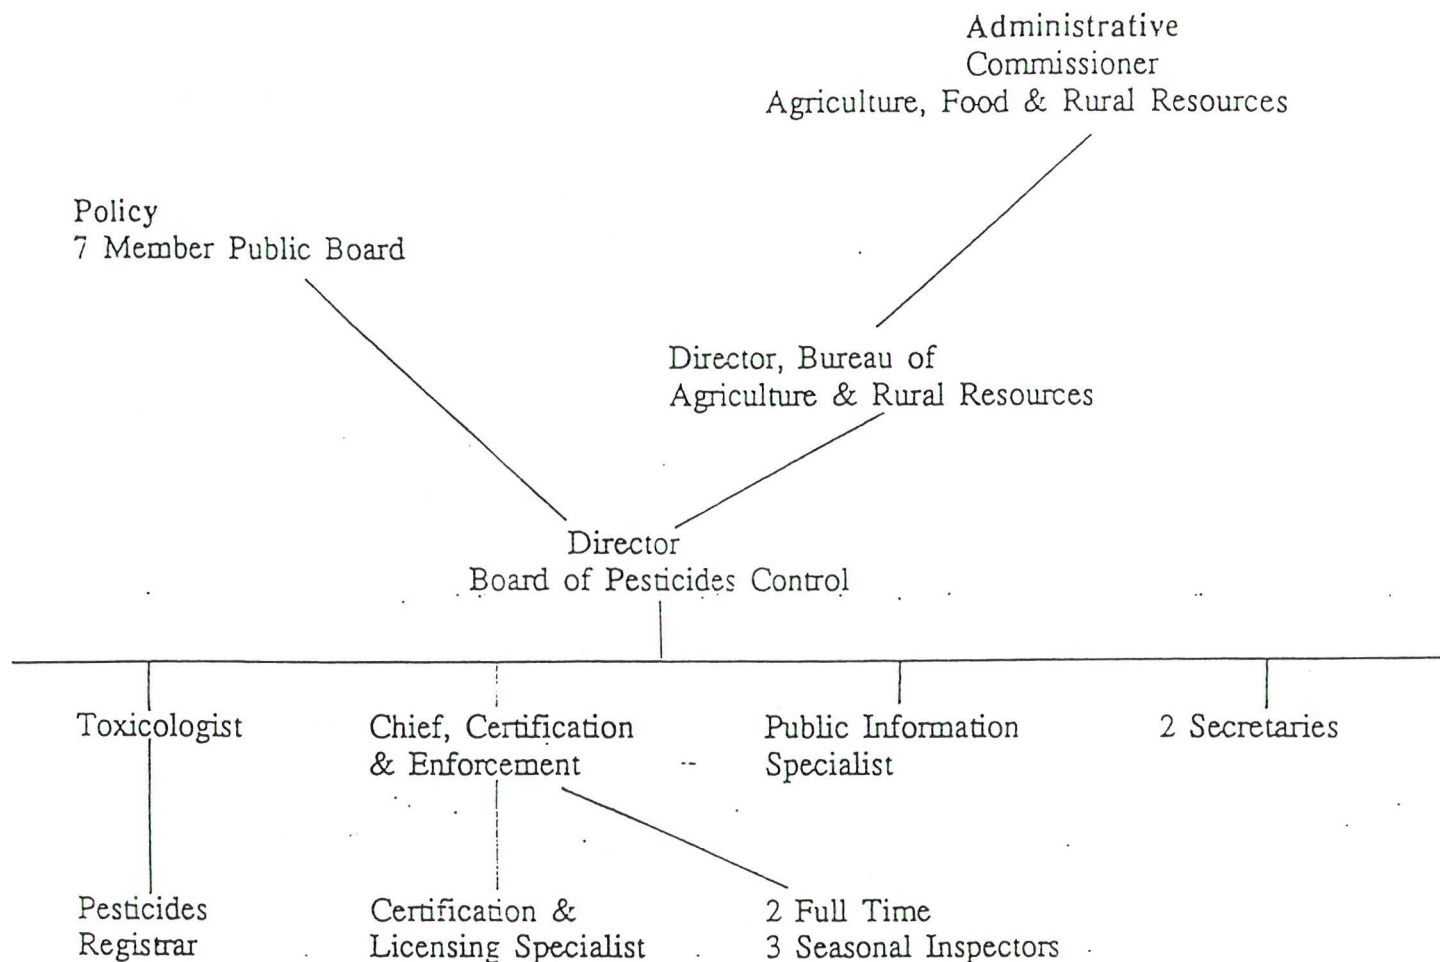 Administrative
Commissioner
Agriculture, Food & Rural Resources
Policy
7 Member Public Board
Director, Bureau of
Agriculture & Rural Resources
Director
Board of Pesticides Control
Toxicologist
Chief, Certification
& Enforcement
Public Information
Specialist
2 Secretaries
Pesticides
Registrar
Certification &
Licensing Specialist
2 Full Time
3 Seasonal Inspectors